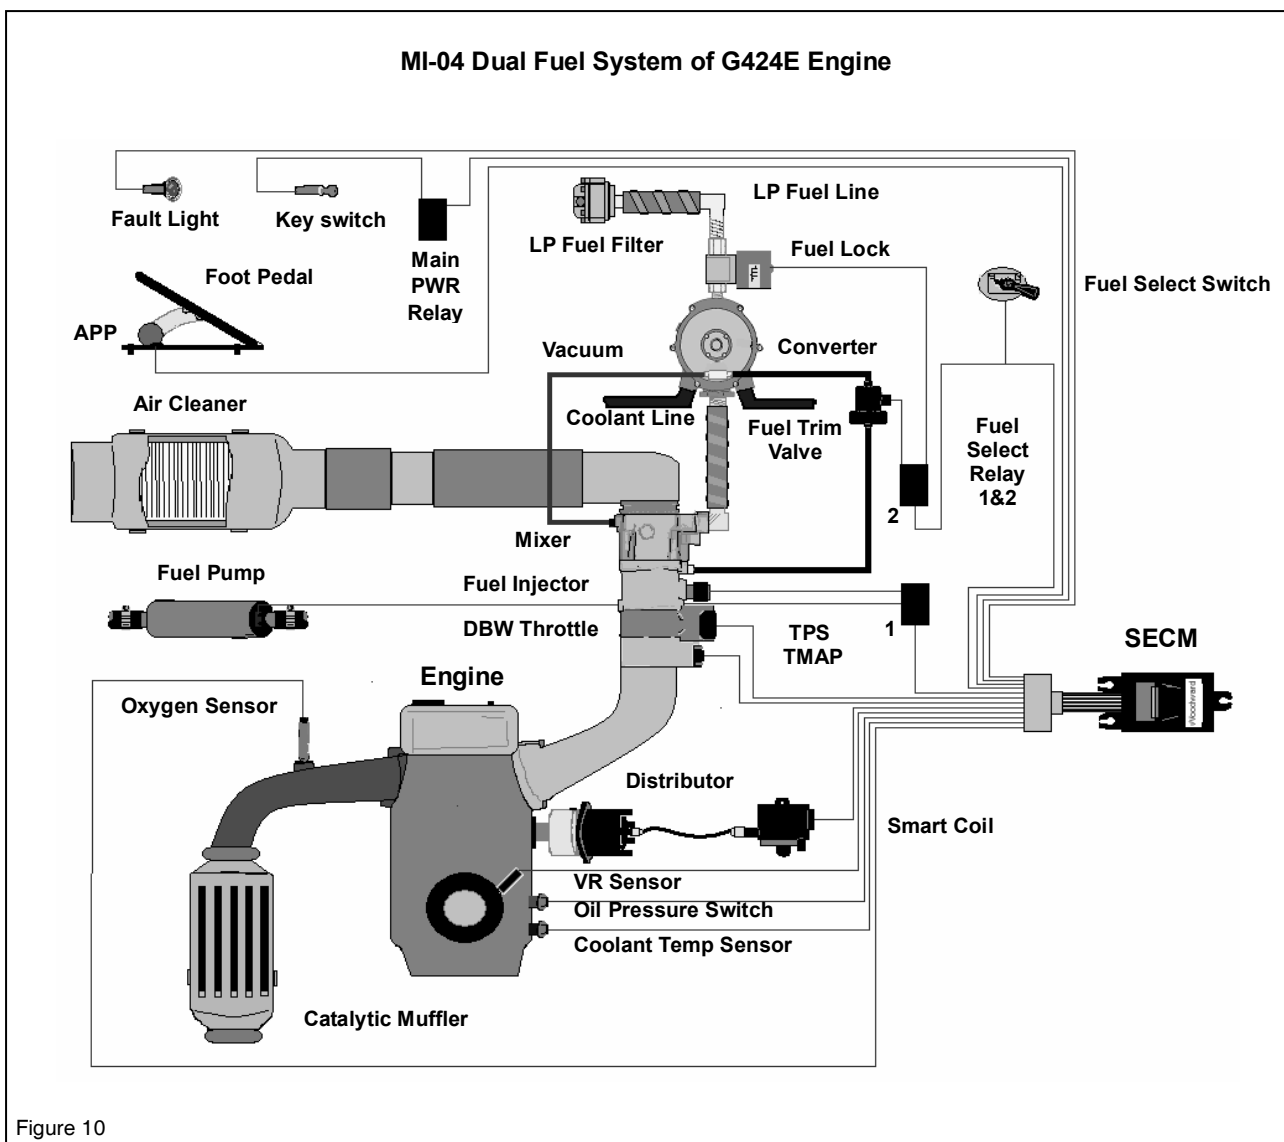 MI-04 Dual Fuel System of G424E Engine
Fault Light
Key switch
Main
PWR
Relay
LP Fuel Filter
LP Fuel Line
Fuel Lock
Fuel Select Switch
Foot Pedal
APP
Vacuum
Converter
Air Cleaner
Coolant Line
Fuel Trim
Valve
Fuel
Select
Relay
1&2
2
Mixer
Fuel Pump
Fuel Injector
DBW Throttle
1
TPS
TMAP
SECM
Woodward
Engine
Oxygen Sensor
Distributor
Smart Coil
VR Sensor
Oil Pressure Switch
Coolant Temp Sensor
Catalytic Muffler
Figure 10